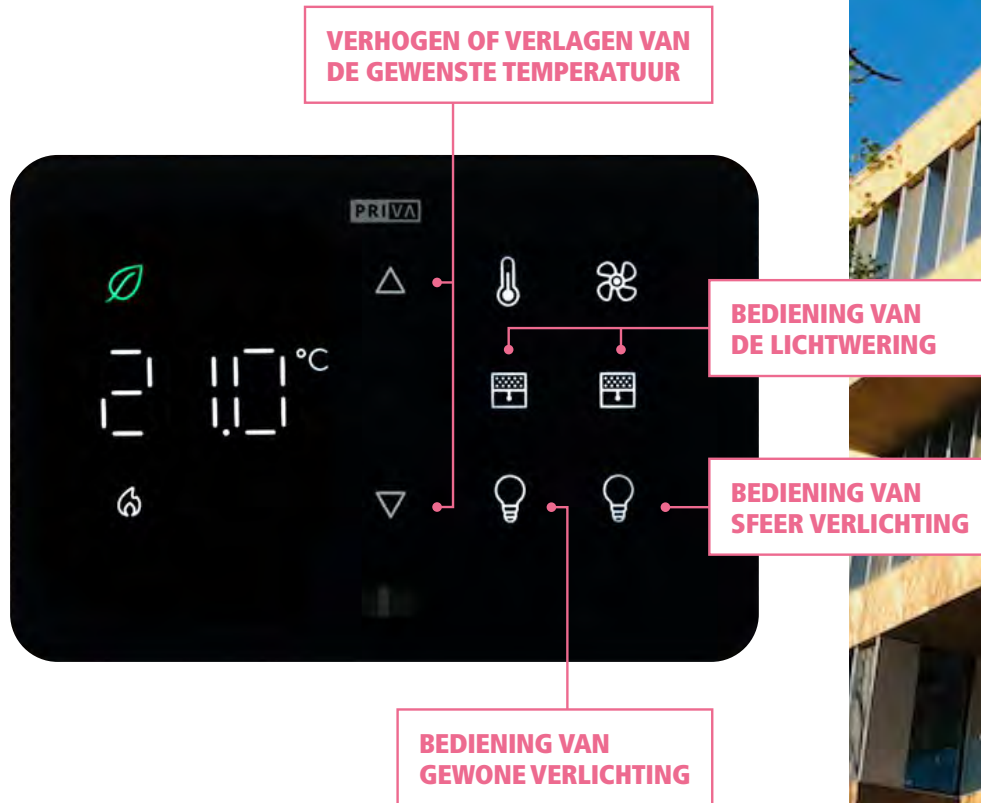 VERHOGEN OF VERLAGEN VAN
DE GEWENSTE TEMPERATUUR
PRIVA
21.0 °C
BEDIENING VAN
DE LICHTWERING
BEDIENING VAN
SFEER VERLICHTING
BEDIENING VAN
GEWONE VERLICHTING